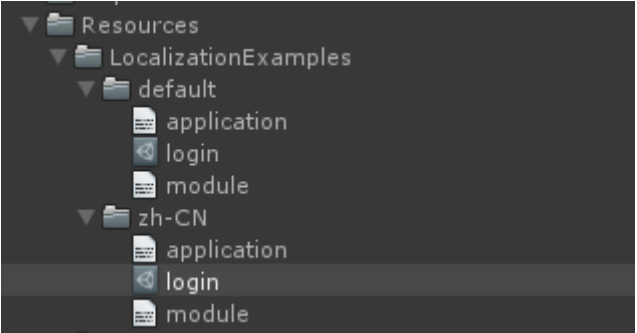 Resources
LocalizationExamples
default
application
login
module
zh-CN
application
login
module